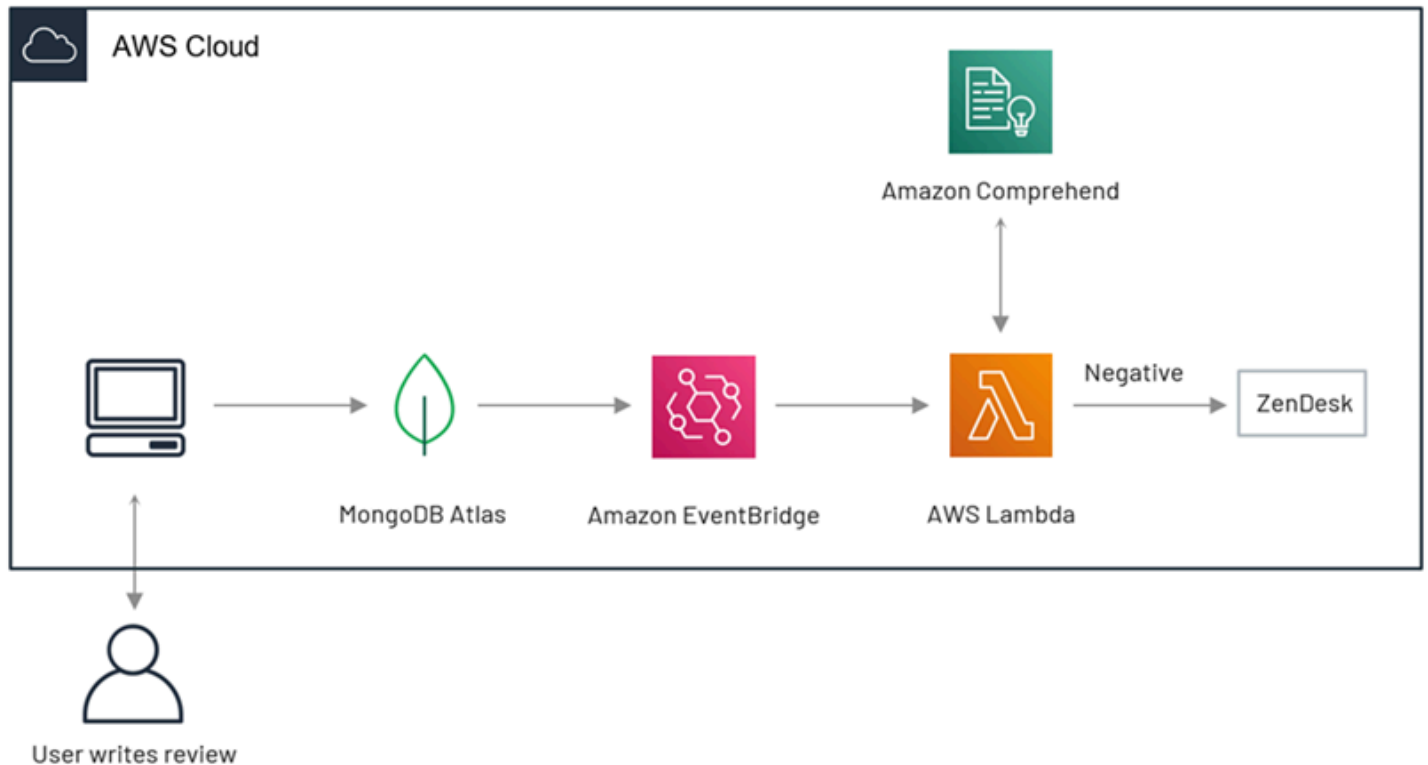 AWS Cloud
Amazon Comprehend
Negative
ZenDesk
MongoDB Atlas
Amazon EventBridge
AWS Lambda
User writes review